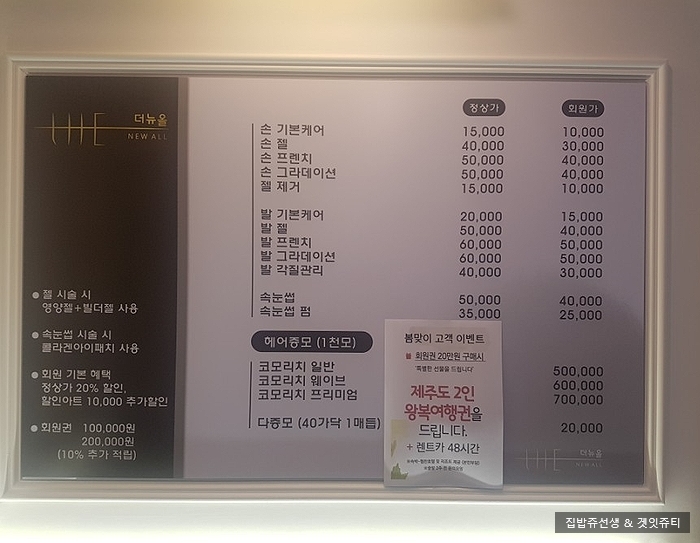 더뉴올
NEW ALL
● 젤 시술 시
영양젤+빌더젤 사용
● 속눈썹 시술 시
콜라겐아이패치 사용
● 회원 기본 혜택
정상가 20% 할인,
할인아트 10,000 추가할인
● 회원권 100,000원
200,000원
(10% 추가 적립)
정상가 회원가
손 기본케어 15,000 10,000
손 젤 40,000 30,000
손 프렌치 50,000 40,000
손 그라데이션 50,000 40,000
젤 제거 15,000 10,000
발 기본케어 20,000 15,000
발 젤 50,000 40,000
발 프렌치 60,000 50,000
발 그라데이션 60,000 50,000
발 각질관리 40,000 30,000
속눈썹 50,000 40,000
속눈썹 펌 35,000 25,000
헤어증모 (1천모)
코모리치 일반 500,000
코모리치 웨이브 600,000
코모리치 프리미엄 700,000
다증모 (40가닥 1매듭) 20,000
봄맞이 고객 이벤트
회원권 20만원 구매시
'특별한 선물을 드립니다'
제주도 2인
왕복여행권을
드립니다.
+ 렌트카 48시간
더뉴올
NEW ALL
집밥쥬선생 & 겟잇쥬티